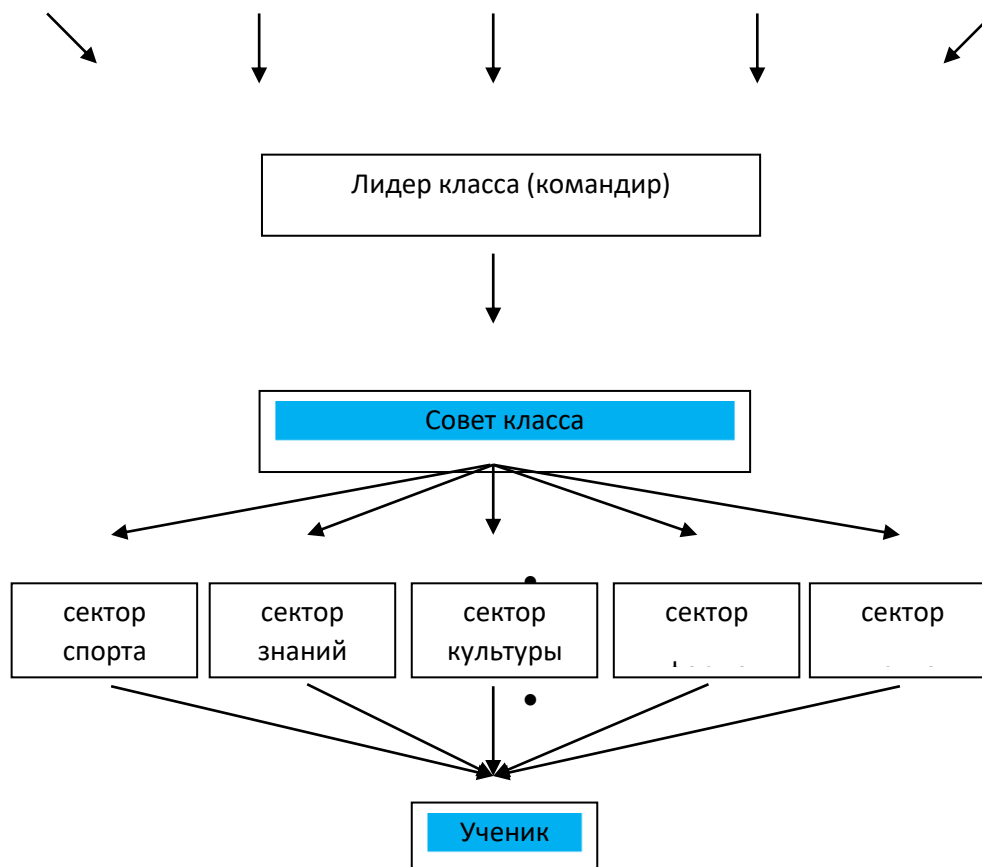 Лидер класса (командир)
Совет класса
сектор
спорта
сектор
знаний
сектор
культуры
сектор
сектор
Ученик